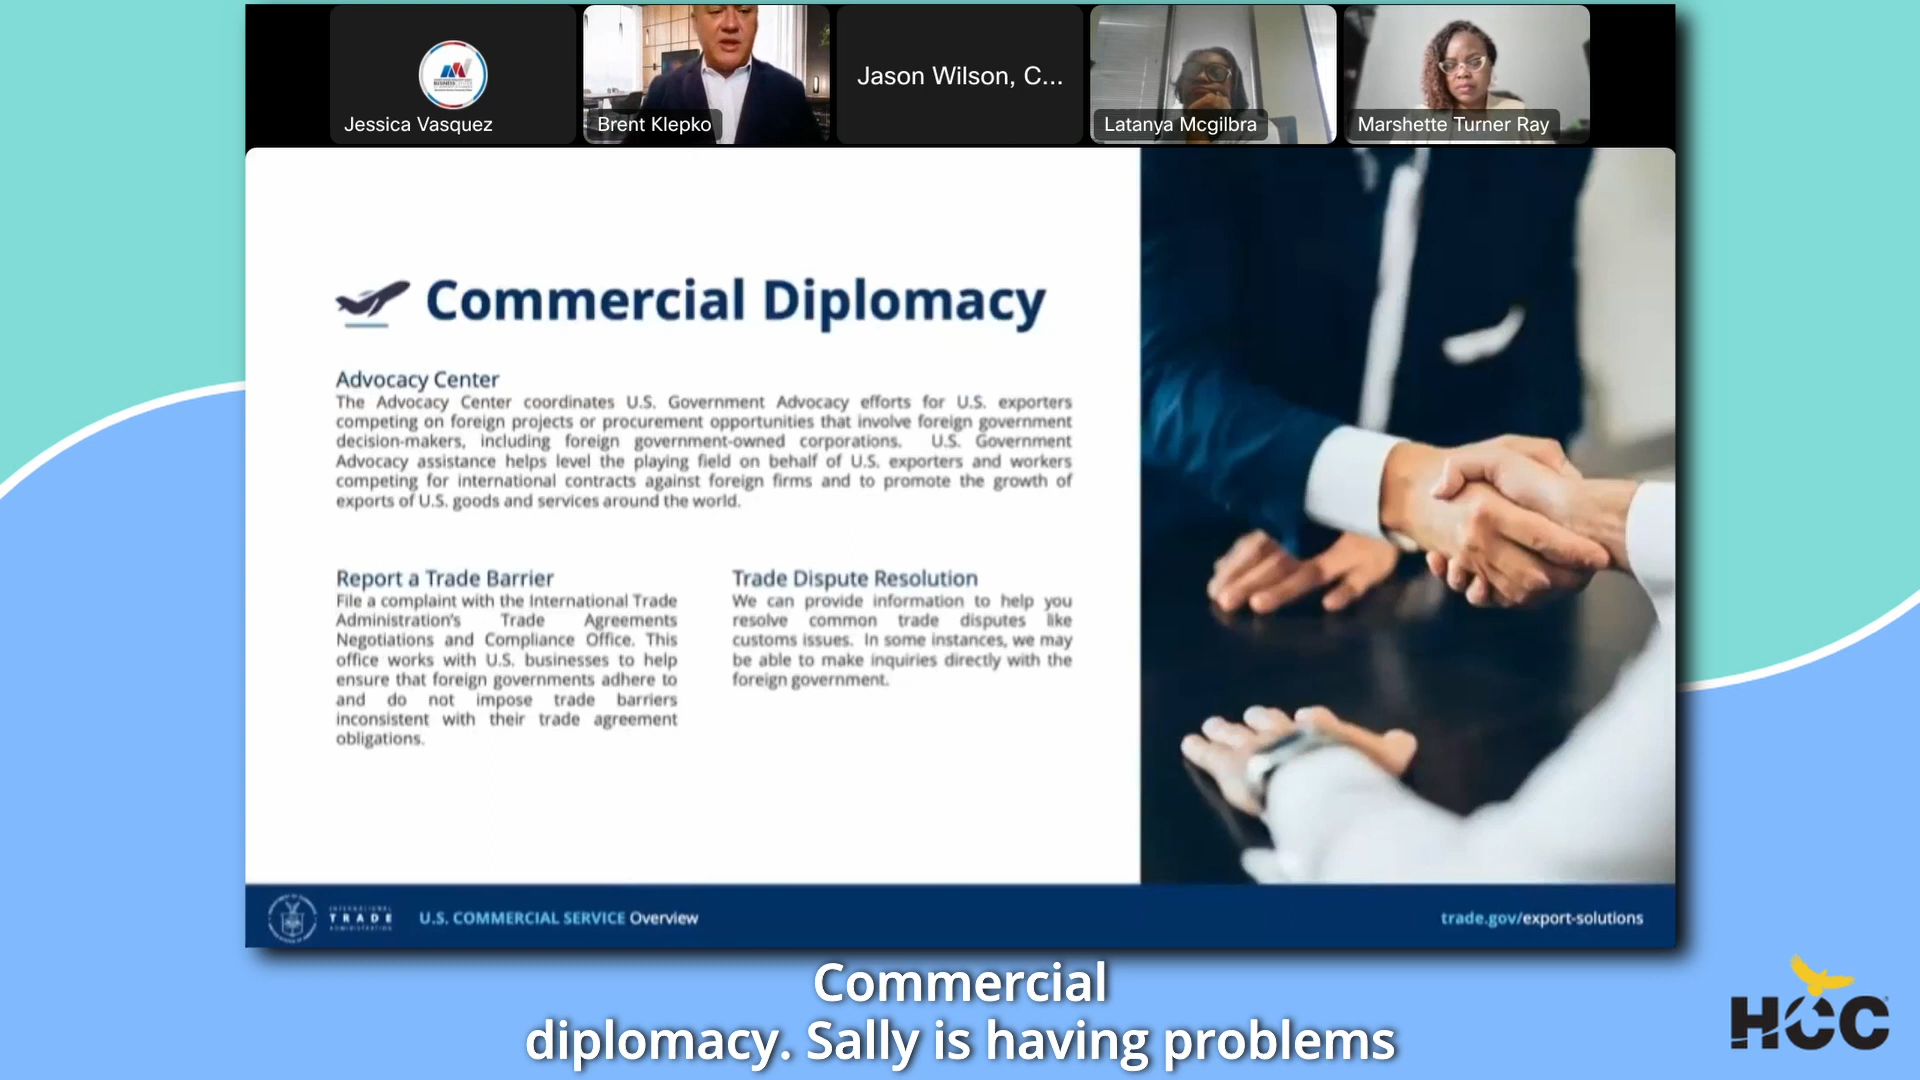 Jessica Vasquez
Brent Klepko
Jason Wilson, C...
Latanya Mcgilbra
Marshette Turner Ray
Commercial Diplomacy
Advocacy Center
The Advocacy Center coordinates U.S. Government Advocacy efforts for U.S. exporters
competing on foreign projects or procurement opportunities that involve foreign government
decision-makers, including foreign government-owned corporations. U.S. Government
Advocacy assistance helps level the playing field on behalf of U.S. exporters and workers
competing for international contracts against foreign firms and to promote the growth of
exports of U.S. goods and services around the world.
Report a Trade Barrier
File a complaint with the International Trade
Administration's Trade Agreements
Negotiations and Compliance Office. This
office works with U.S. businesses to help
ensure that foreign governments adhere to
and do not impose trade barriers
inconsistent with their trade agreement
obligations.
Trade Dispute Resolution
We can provide information to help you
resolve common trade disputes like
customs issues. In some instances, we may
be able to make inquiries directly with the
foreign government.
INTERNATIONAL
TRADE
ADMINISTRATION
U.S. COMMERCIAL SERVICE Overview
trade.gov/export-solutions
Commercial
diplomacy. Sally is having problems
HCC